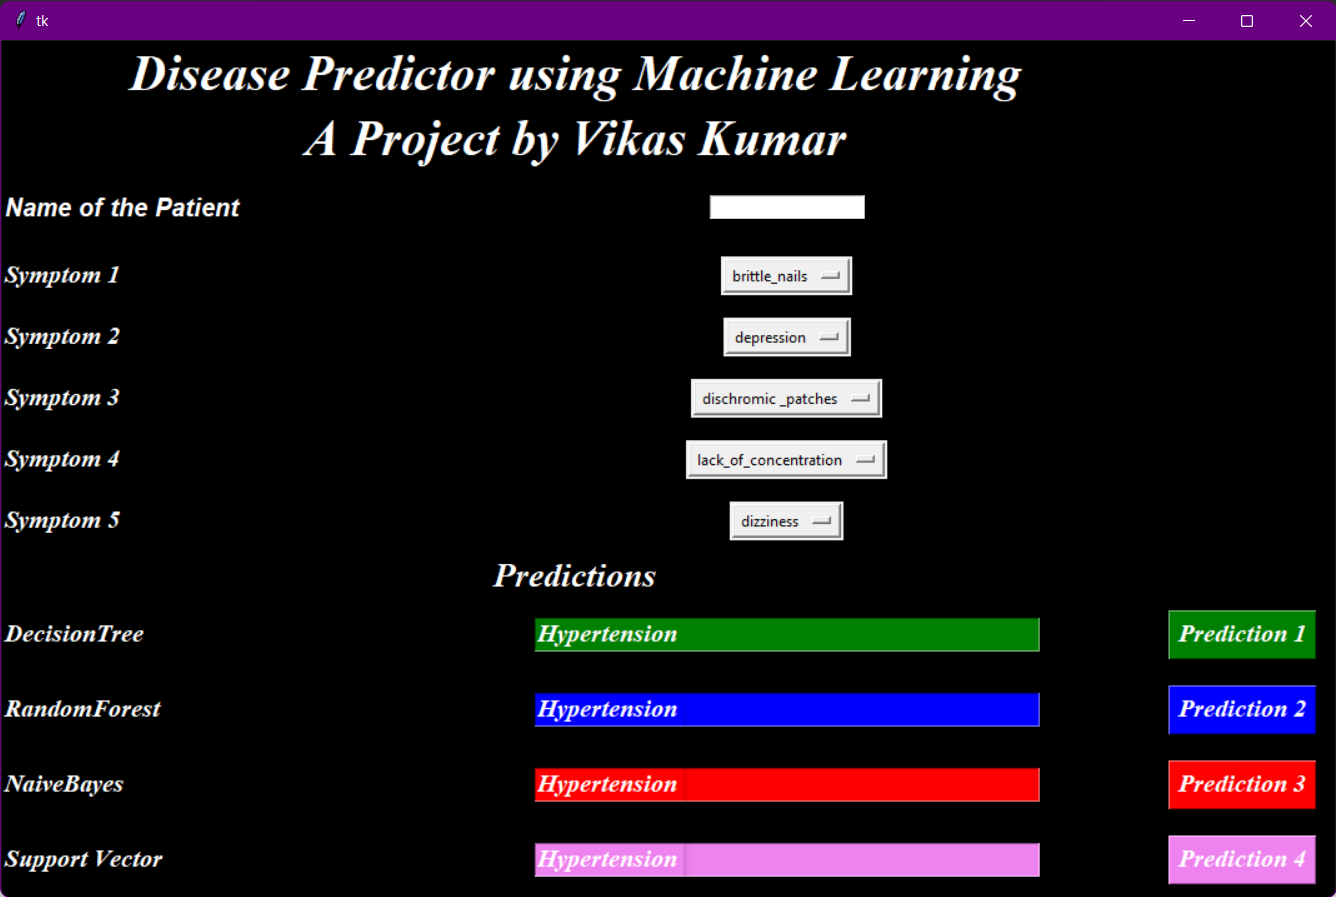 tk
Disease Predictor using Machine Learning
A Project by Vikas Kumar
Name of the Patient
Symptom 1 brittle_nails
Symptom 2 depression
Symptom 3 dischromic _patches
Symptom 4 lack_of_concentration
Symptom 5 dizziness
Predictions
DecisionTree Hypertension Prediction 1
RandomForest Hypertension Prediction 2
NaiveBayes Hypertension Prediction 3
Support Vector Hypertension Prediction 4